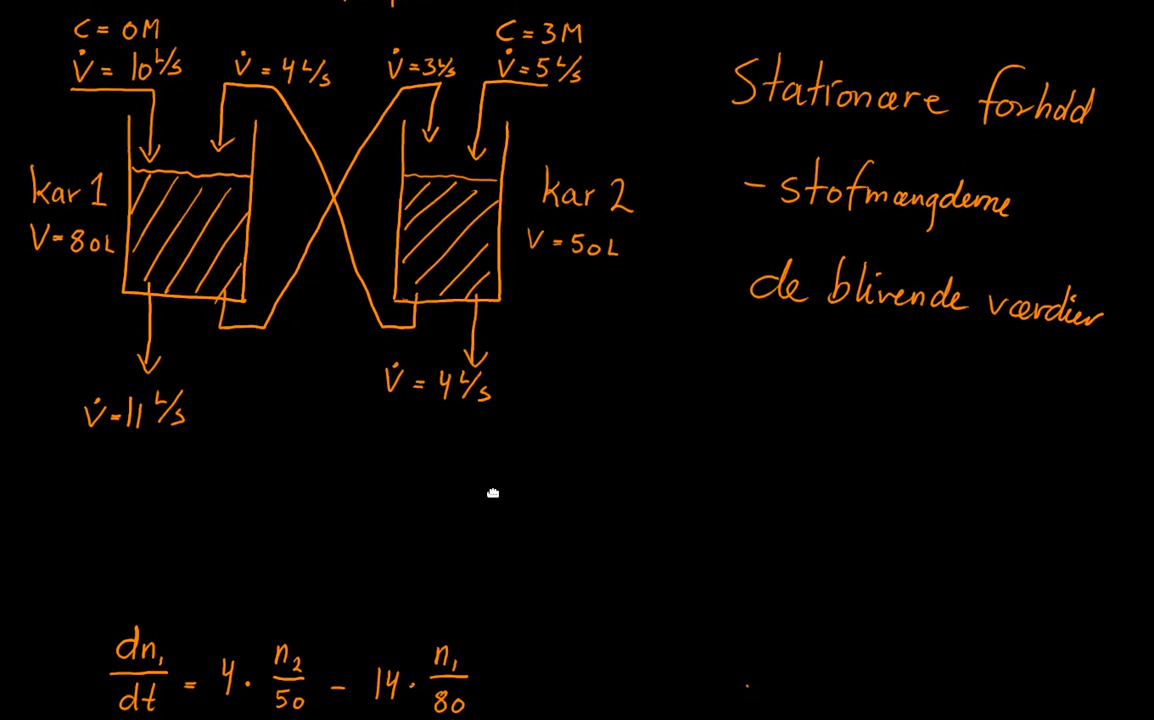 C = 0M
V̇ = 10 L/s
V̇ = 4 L/s
V̇ = 3 L/s
C = 3M
V̇ = 5 L/s
kar 1
V = 80L
kar 2
V = 50L
V̇ = 11 L/s
V̇ = 4 L/s
Stationære forhold
- stofmængderne
de blivende værdier
dn₁/dt = 4 · n₂/50 - 14 · n₁/80